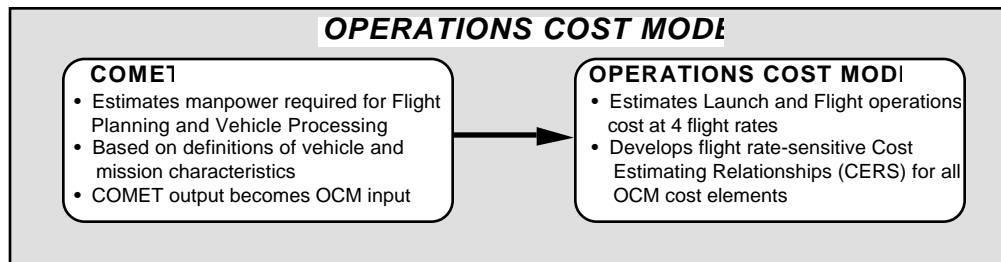 OPERATIONS COST MODE
COMET
• Estimates manpower required for Flight
Planning and Vehicle Processing
• Based on definitions of vehicle and
mission characteristics
• COMET output becomes OCM input
OPERATIONS COST MODE
• Estimates Launch and Flight operations
cost at 4 flight rates
• Develops flight rate-sensitive Cost
Estimating Relationships (CERS) for all
OCM cost elements